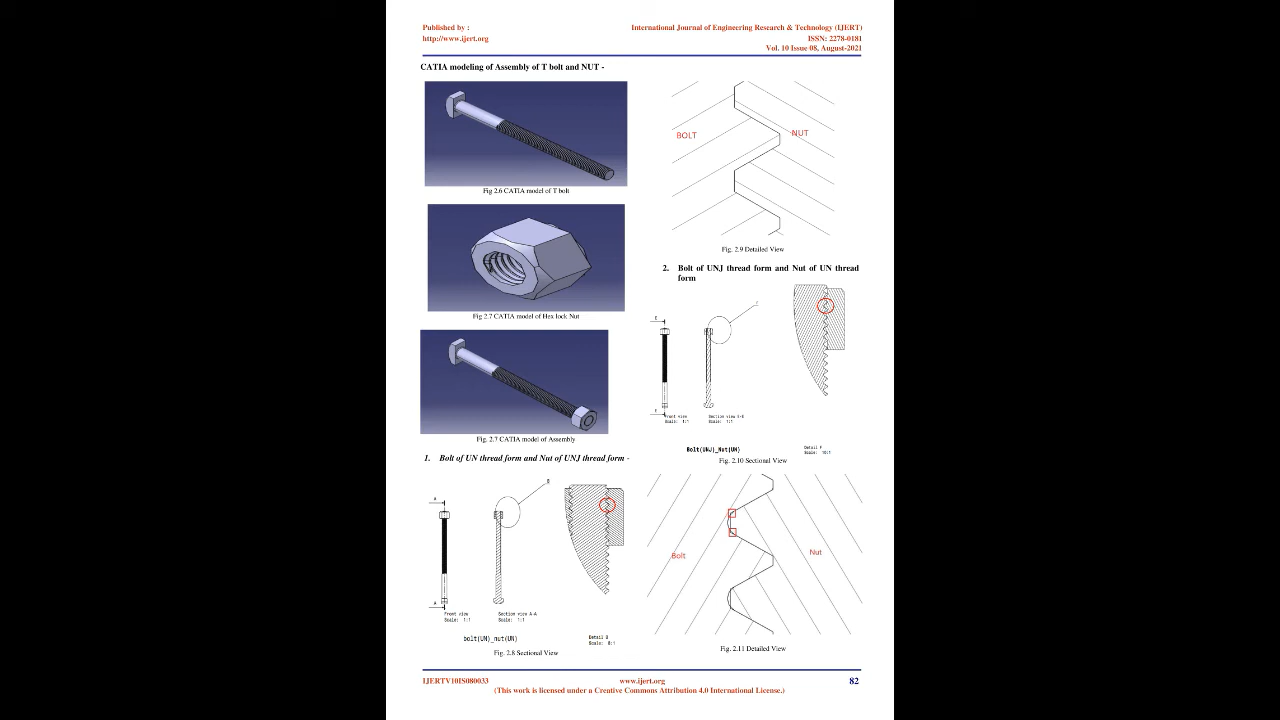 Published by :
http://www.ijert.org
International Journal of Engineering Research & Technology (IJERT)
ISSN: 2278-0181
Vol. 10 Issue 08, August-2021
CATIA modeling of Assembly of T bolt and NUT -
Fig 2.6 CATIA model of T bolt
Fig 2.7 CATIA model of Hex lock Nut
Fig. 2.7 CATIA model of Assembly
1. Bolt of UN thread form and Nut of UNJ thread form -
A
B
A
Front view
Scale: 1:1
Section view A-A
Scale: 1:1
bolt(UN)_nut(UN)
Detail B
Scale: 8:1
Fig. 2.8 Sectional View
BOLT
NUT
Fig. 2.9 Detailed View
2. Bolt of UNJ thread form and Nut of UN thread
form
E
E
Front view
Scale: 1:1
Section view E-E
Scale: 1:1
Bolt(UNJ)_Nut(UN)
Detail F
Scale: 10:1
Fig. 2.10 Sectional View
Bolt
Nut
Fig. 2.11 Detailed View
IJERTV10IS080033
www.ijert.org
82
(This work is licensed under a Creative Commons Attribution 4.0 International License.)